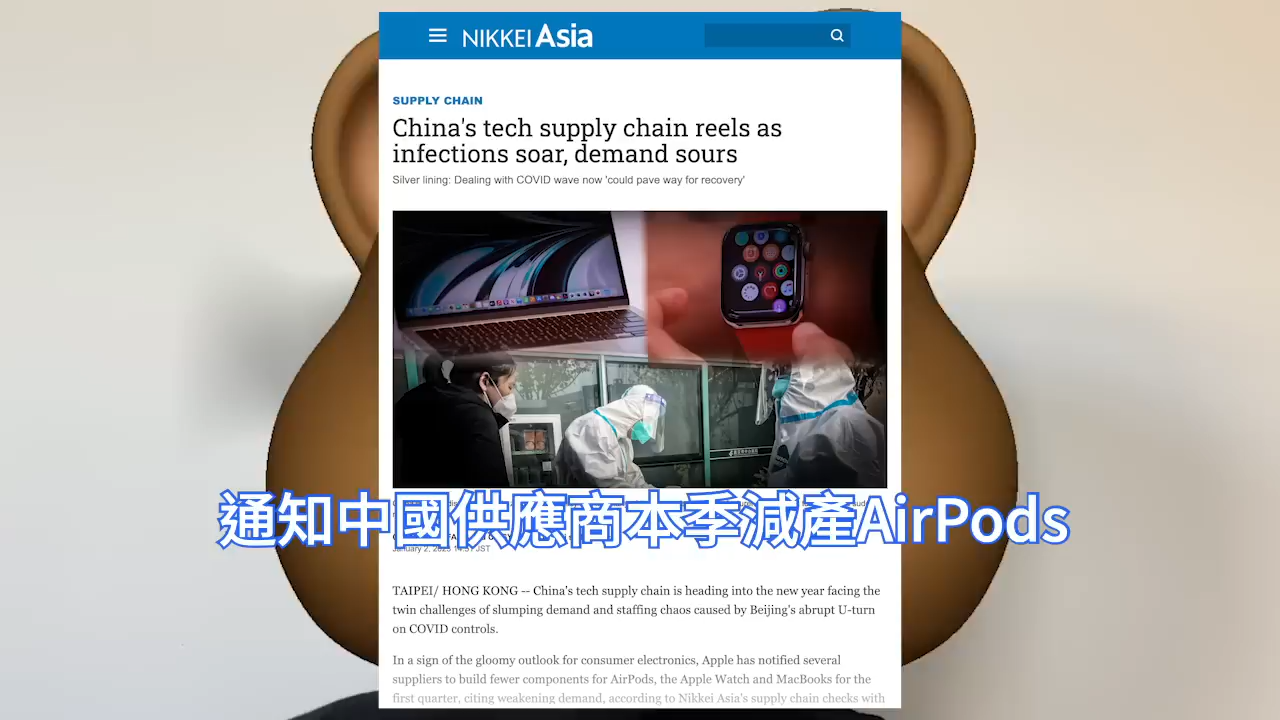 NIKKEI Asia
SUPPLY CHAIN
China's tech supply chain reels as
infections soar, demand sours
Silver lining: Dealing with COVID wave now 'could pave way for recovery'
通知中國供應商本季減產AirPods
January 2, 2023 14:31 JST
TAIPEI/ HONG KONG -- China's tech supply chain is heading into the new year facing the
twin challenges of slumping demand and staffing chaos caused by Beijing's abrupt U-turn
on COVID controls.
In a sign of the gloomy outlook for consumer electronics, Apple has notified several
suppliers to build fewer components for AirPods, the Apple Watch and MacBooks for the
first quarter, citing weakening demand, according to Nikkei Asia's supply chain checks with